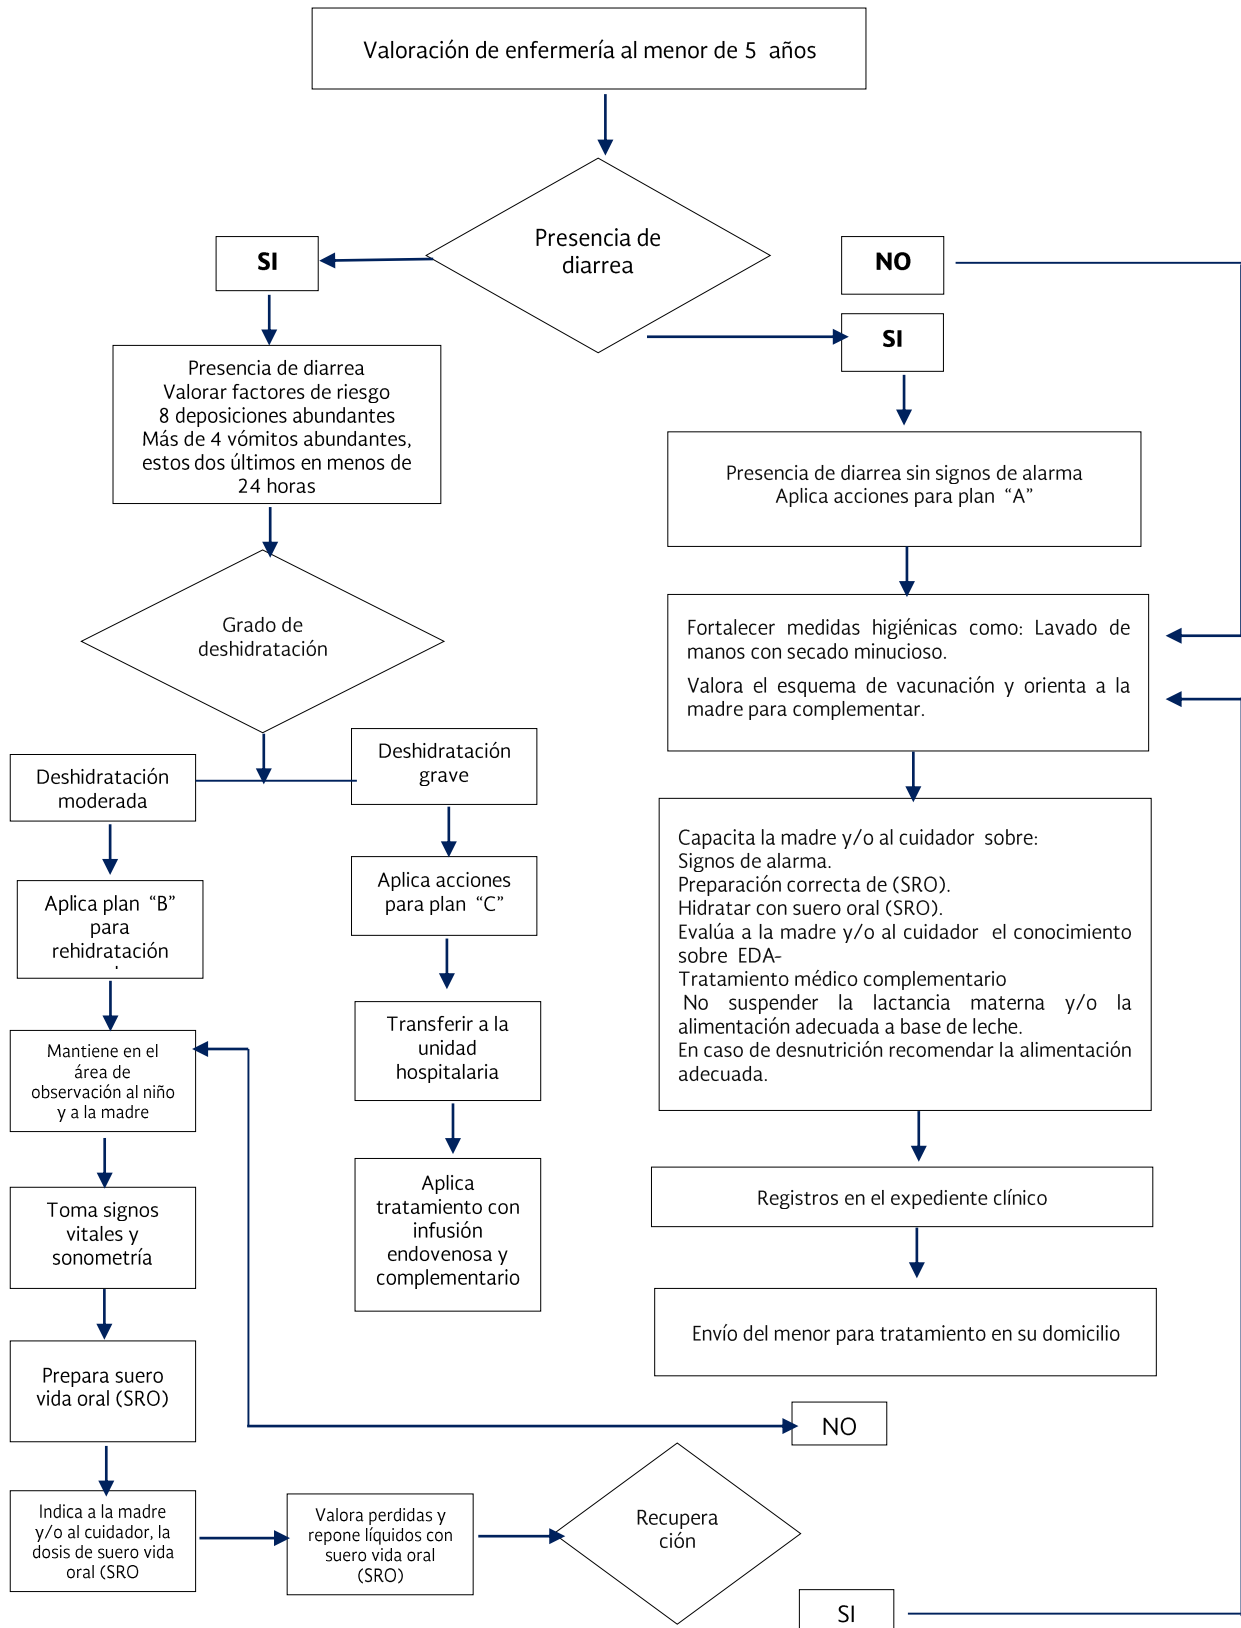 Valoración de enfermería al menor de 5 años
Presencia de
diarrea
SI
NO
SI
Presencia de diarrea
Valorar factores de riesgo
8 deposiciones abundantes
Más de 4 vómitos abundantes,
estos dos últimos en menos de
24 horas
Presencia de diarrea sin signos de alarma
Aplica acciones para plan “A”
Grado de
deshidratación
Fortalecer medidas higiénicas como: Lavado de
manos con secado minucioso.
Valora el esquema de vacunación y orienta a la
madre para complementar.
Deshidratación
moderada
Deshidratación
grave
Aplica plan “B”
para
rehidratación
Aplica acciones
para plan “C”
Capacita la madre y/o al cuidador sobre:
Signos de alarma.
Preparación correcta de (SRO).
Hidratar con suero oral (SRO).
Evalúa a la madre y/o al cuidador el conocimiento
sobre EDA-
Tratamiento médico complementario
No suspender la lactancia materna y/o la
alimentación adecuada a base de leche.
En caso de desnutrición recomendar la alimentación
adecuada.
Mantiene en el
área de
observación al niño
y a la madre
Transferir a la
unidad
hospitalaria
Toma signos
vitales y
sonometría
Aplica
tratamiento con
infusión
endovenosa y
complementario
Registros en el expediente clínico
Envío del menor para tratamiento en su domicilio
Prepara suero
vida oral (SRO)
NO
Indica a la madre
y/o al cuidador, la
dosis de suero vida
oral (SRO
Valora perdidas y
repone líquidos con
suero vida oral
(SRO)
Recupera
ción
SI